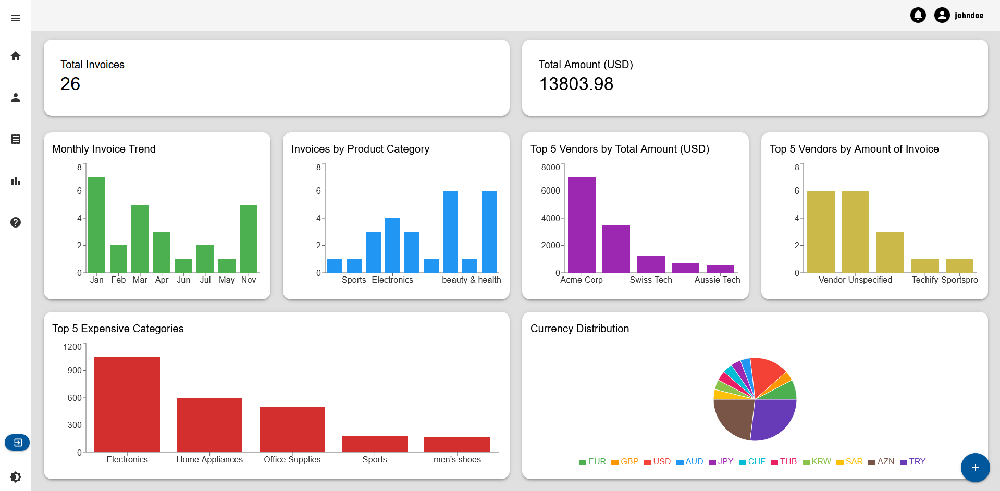 johndoe
Total Invoices
26
Total Amount (USD)
13803.98
Monthly Invoice Trend
8
6
4
2
0
Jan Feb Mar Apr Jun Jul May Nov
Invoices by Product Category
8
6
4
2
0
Sports Electronics beauty & health
Top 5 Vendors by Total Amount (USD)
8000
6000
4000
2000
0
Acme Corp Swiss Tech Aussie Tech
Top 5 Vendors by Amount of Invoice
8
6
4
2
0
Vendor Unspecified Techify Sportspro
Top 5 Expensive Categories
1200
900
600
300
0
Electronics Home Appliances Office Supplies Sports men's shoes
Currency Distribution
EUR GBP USD AUD JPY CHF THB KRW SAR AZN TRY